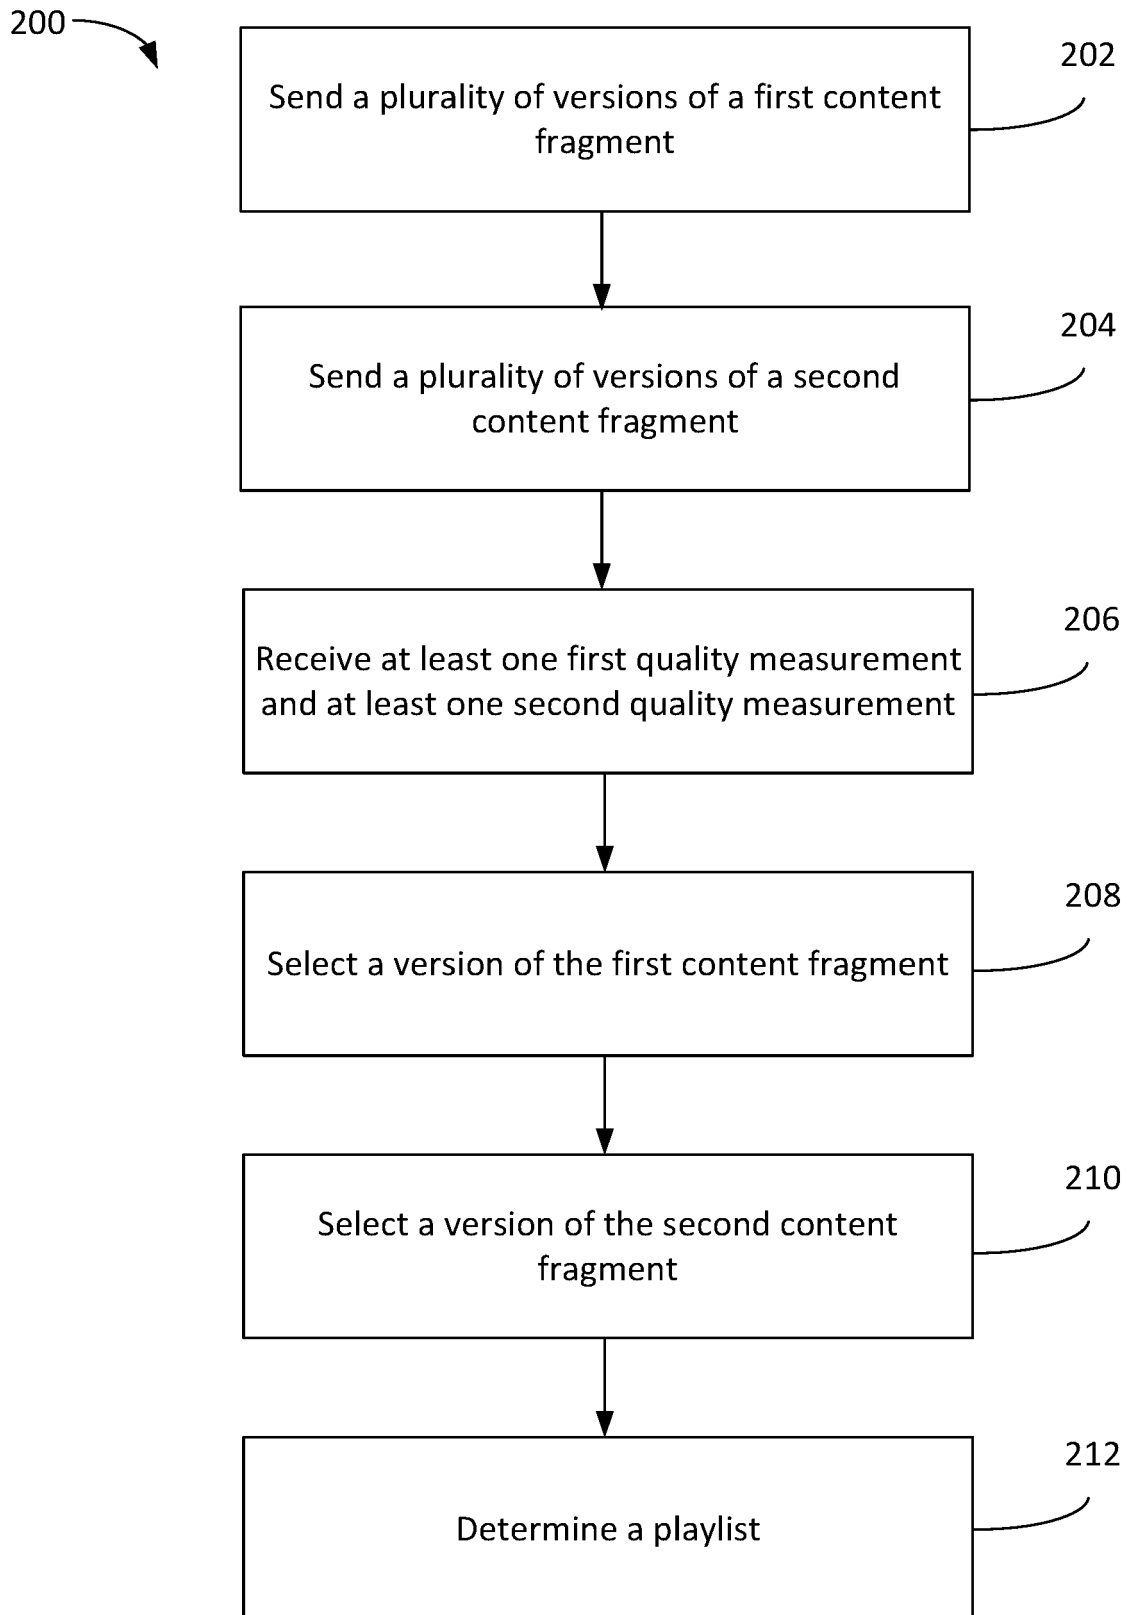 200
202
Send a plurality of versions of a first content
fragment
204
Send a plurality of versions of a second
content fragment
206
Receive at least one first quality measurement
and at least one second quality measurement
208
Select a version of the first content fragment
210
Select a version of the second content
fragment
212
Determine a playlist